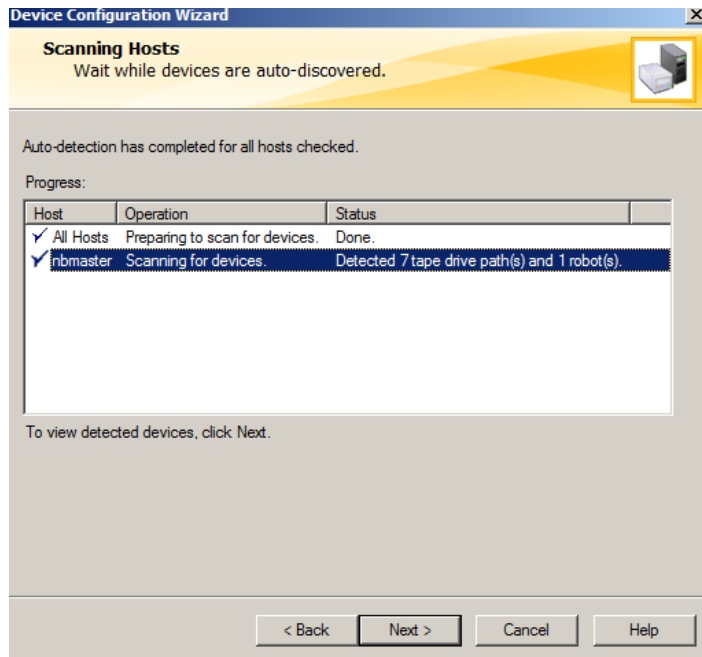 Device Configuration Wizard
Scanning Hosts
Wait while devices are auto-discovered.
Auto-detection has completed for all hosts checked.
Progress:
Host Operation Status
All Hosts Preparing to scan for devices. Done.
nbmaster Scanning for devices. Detected 7 tape drive path(s) and 1 robot(s).
To view detected devices, click Next.
< Back Next > Cancel Help